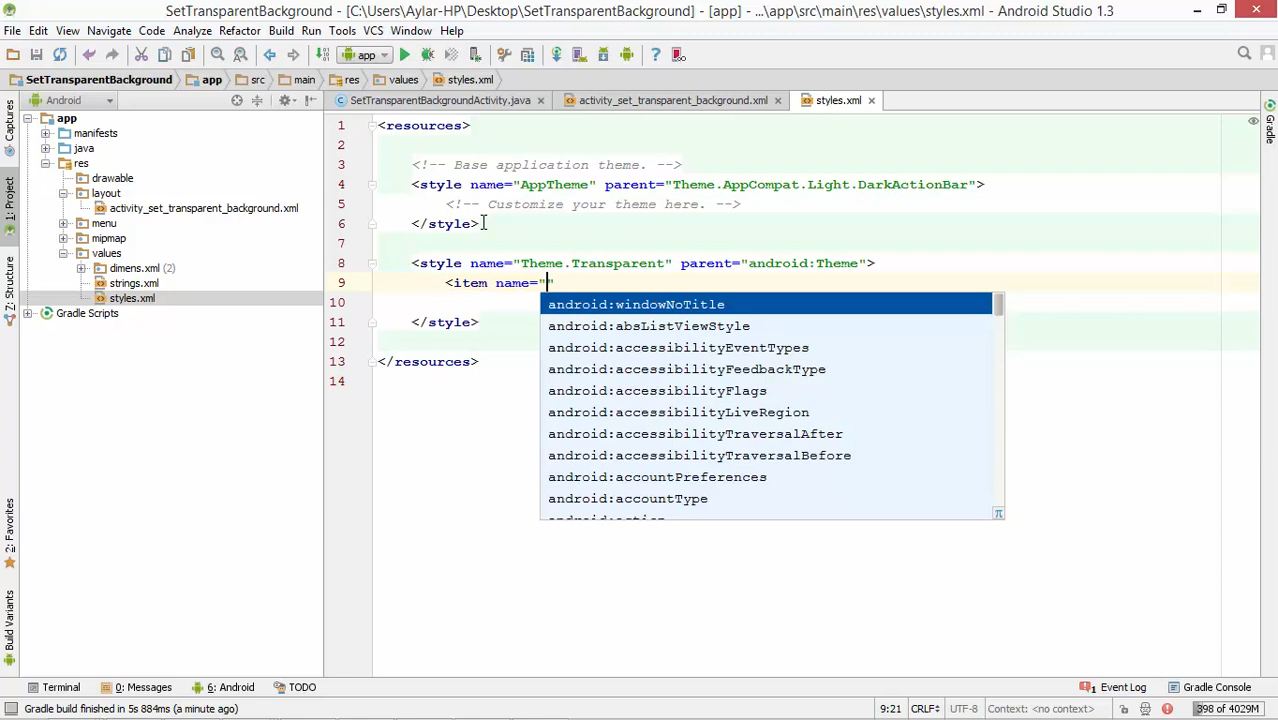 SetTransparentBackground - [C:\Users\Aylar-HP\Desktop\SetTransparentBackground] - [app] - ...\app\src\main\res\values\styles.xml - Android Studio 1.3
File Edit View Navigate Code Analyze Refactor Build Run Tools VCS Window Help
app
SetTransparentBackground app src main res values styles.xml
Android
SetTransparentBackgroundActivity.java activity_set_transparent_background.xml styles.xml
Captures
1: Project
Z: Structure
2: Favorites
Build Variants
Gradle
app
manifests
java
res
drawable
layout
activity_set_transparent_background.xml
menu
mipmap
values
dimens.xml (2)
strings.xml
styles.xml
Gradle Scripts
1 <resources>
2
3 <!-- Base application theme. -->
4 <style name="AppTheme" parent="Theme.AppCompat.Light.DarkActionBar">
5 <!-- Customize your theme here. -->
6 </style>
7
8 <style name="Theme.Transparent" parent="android:Theme">
9 <item name=""
10
11 </style>
12
13 </resources>
14
android:windowNoTitle
android:absListViewStyle
android:accessibilityEventTypes
android:accessibilityFeedbackType
android:accessibilityFlags
android:accessibilityLiveRegion
android:accessibilityTraversalAfter
android:accessibilityTraversalBefore
android:accountPreferences
android:accountType
android:action
π
Terminal 0: Messages 6: Android TODO 1 Event Log Gradle Console
Gradle build finished in 5s 884ms (a minute ago) 9:21 CRLF UTF-8 Context: <no context> 398 of 4029M